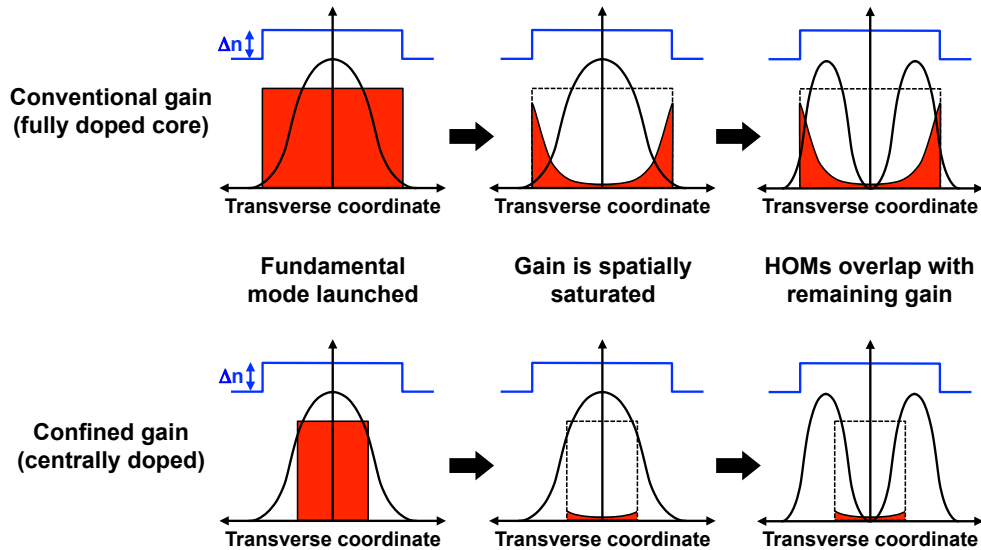 Δn
Conventional gain
(fully doped core)
Transverse coordinate
Transverse coordinate
Transverse coordinate
Fundamental
mode launched
Gain is spatially
saturated
HOMs overlap with
remaining gain
Δn
Confined gain
(centrally doped)
Transverse coordinate
Transverse coordinate
Transverse coordinate